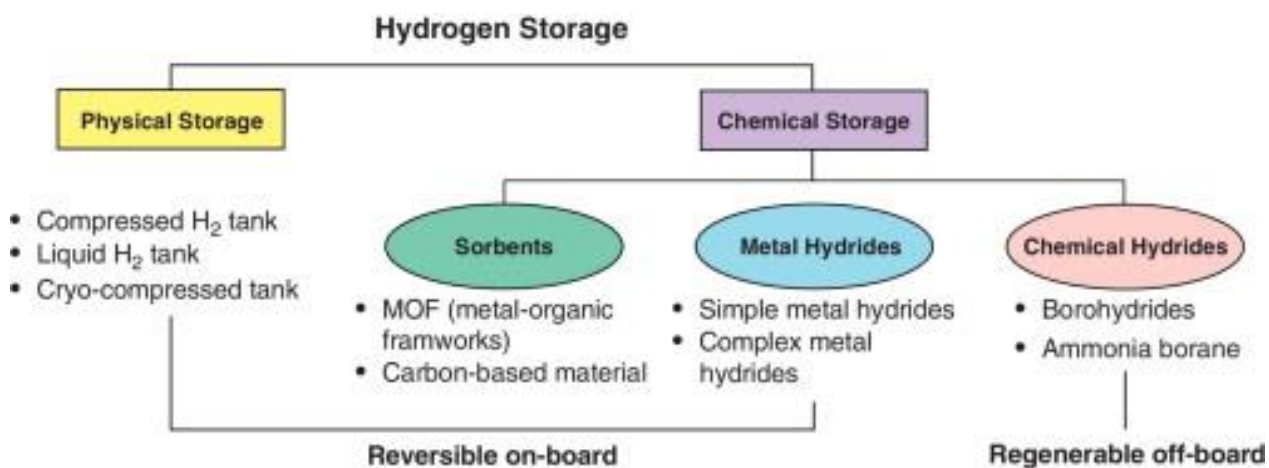 Hydrogen Storage
Physical Storage
Chemical Storage
• Compressed H₂ tank
• Liquid H₂ tank
• Cryo-compressed tank
Sorbents
Metal Hydrides
Chemical Hydrides
• MOF (metal-organic
framworks)
• Carbon-based material
• Simple metal hydrides
• Complex metal
hydrides
• Borohydrides
• Ammonia borane
Reversible on-board
Regenerable off-board